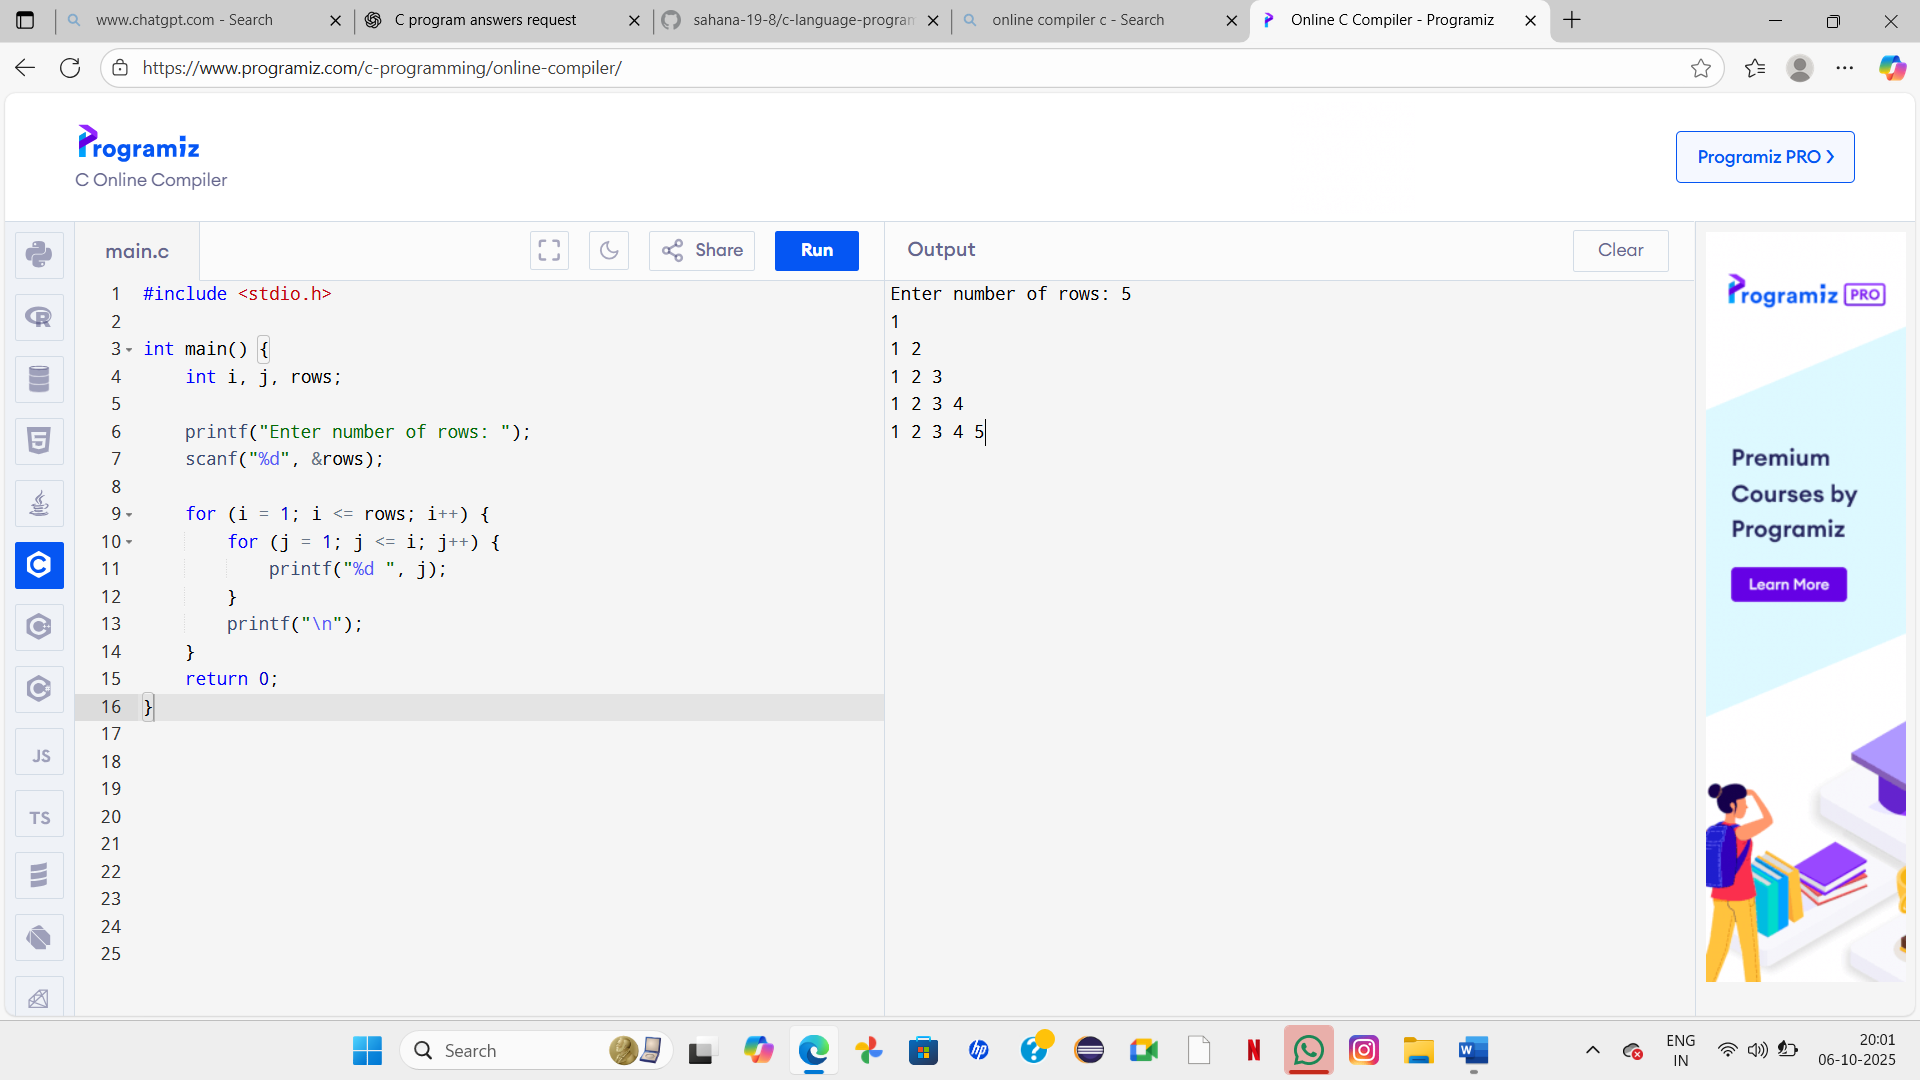 www.chatgpt.com - Search
C program answers request
sahana-19-8/c-language-program
online compiler c - Search
Online C Compiler - Programiz
https://www.programiz.com/c-programming/online-compiler/
Programiz
C Online Compiler
Programiz PRO
main.c
Share
Run
Output
Clear
1 #include <stdio.h>
2
3 int main() {
4     int i, j, rows;
5
6     printf("Enter number of rows: ");
7     scanf("%d", &rows);
8
9     for (i = 1; i <= rows; i++) {
10         for (j = 1; j <= i; j++) {
11             printf("%d ", j);
12         }
13         printf("\n");
14     }
15     return 0;
16 }
17
18
19
20
21
22
23
24
25
Enter number of rows: 5
1
1 2
1 2 3
1 2 3 4
1 2 3 4 5
Programiz PRO
Premium
Courses by
Programiz
Learn More
JS
TS
Search
ENG
IN
20:01
06-10-2025